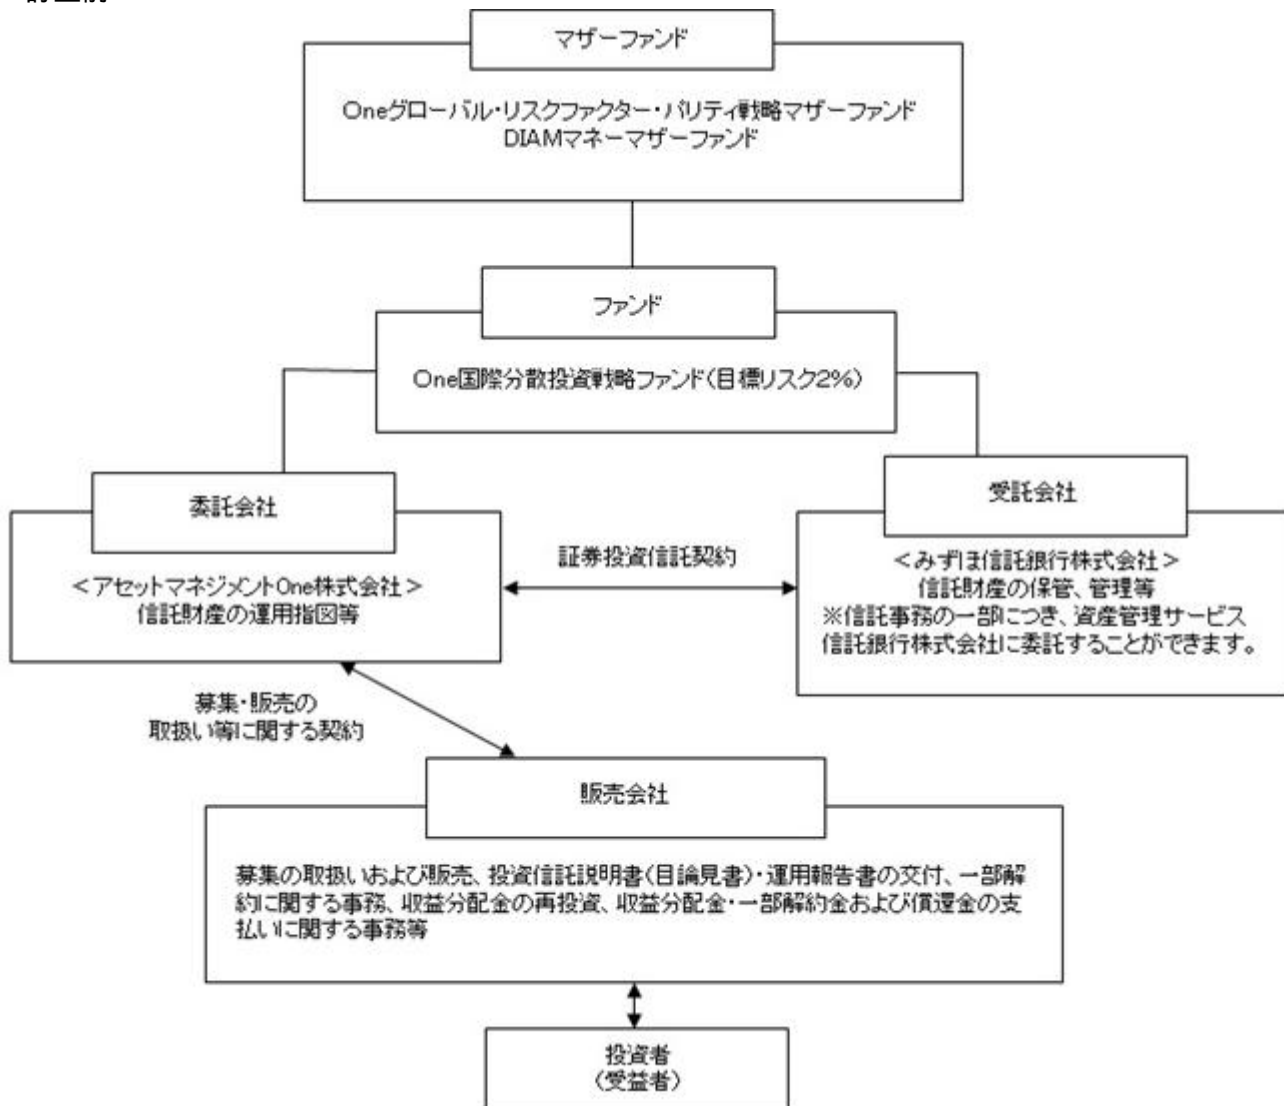 マザーファンド
Oneグローバル・リスクファクター・パリティ戦略マザーファンド
DIAMマネーマザーファンド
ファンド
One国際分散投資戦略ファンド(目標リスク2%)
委託会社
＜アセットマネジメントOne株式会社＞
信託財産の運用指図等
証券投資信託契約
受託会社
＜みずほ信託銀行株式会社＞
信託財産の保管、管理等
※信託事務の一部につき、資産管理サービス
信託銀行株式会社に委託することができます。
募集・販売の
取扱い等に関する契約
販売会社
募集の取扱いおよび販売、投資信託説明書(目論見書)・運用報告書の交付、一部解
約に関する事務、収益分配金の再投資、収益分配金・一部解約金および償還金の支
払いに関する事務等
投資者
(受益者)